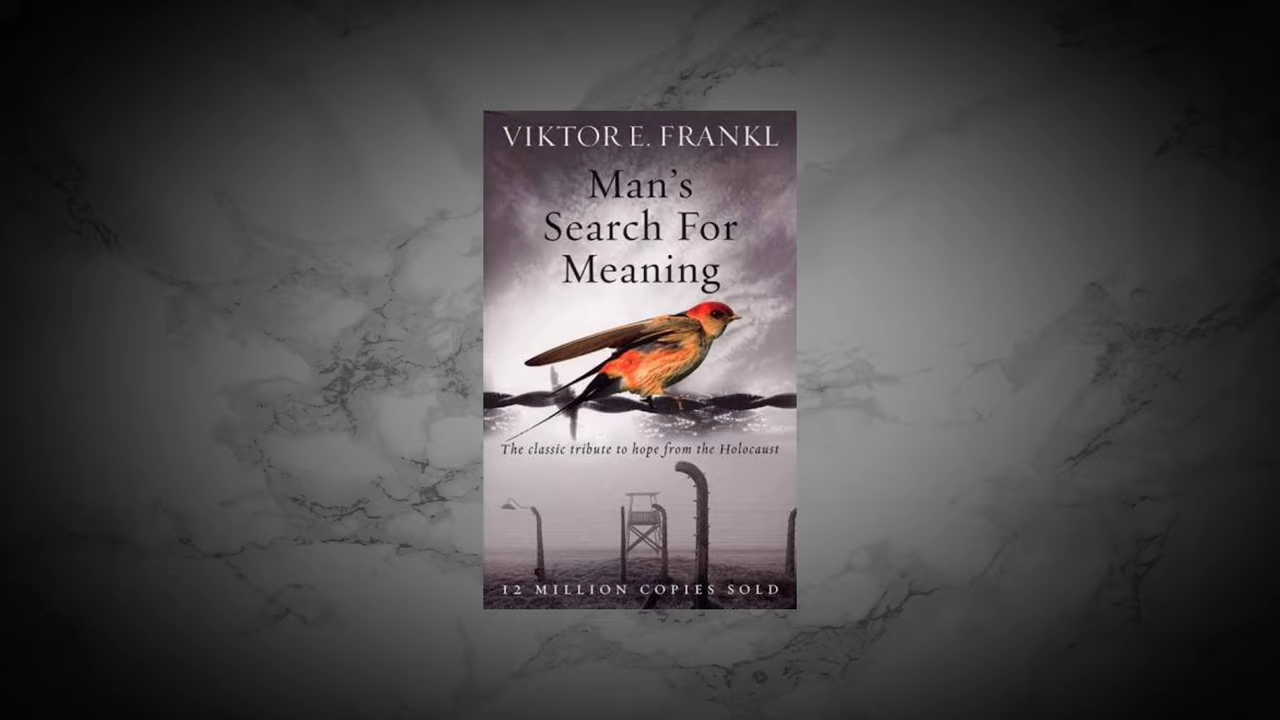 VIKTOR E. FRANKL
Man's
Search For
Meaning
The classic tribute to hope from the Holocaust
12 MILLION COPIES SOLD